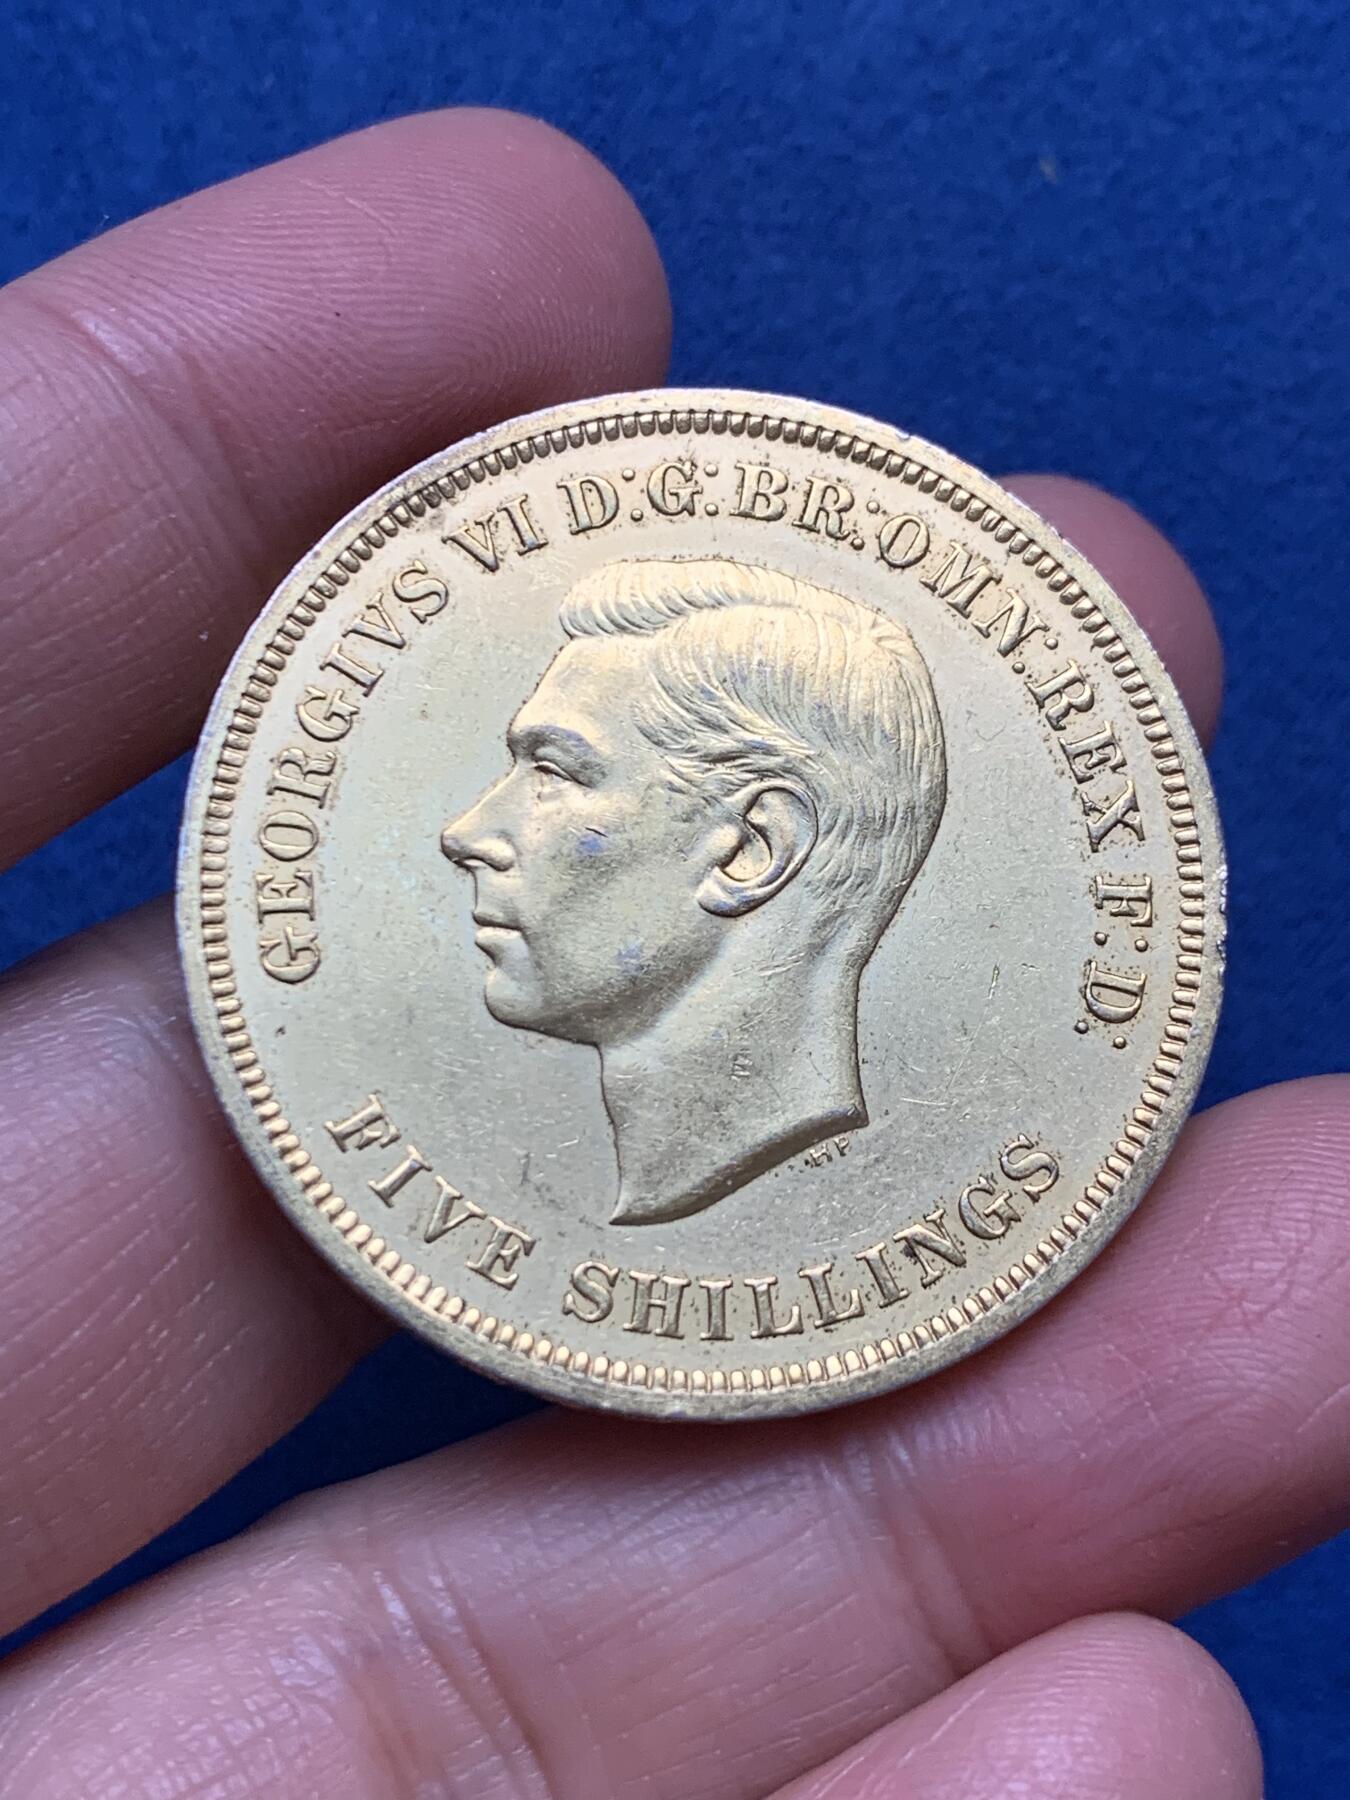 GEORGIVS VI D:G:BR:OMN:REX F:D:
FIVE SHILLINGS
HP